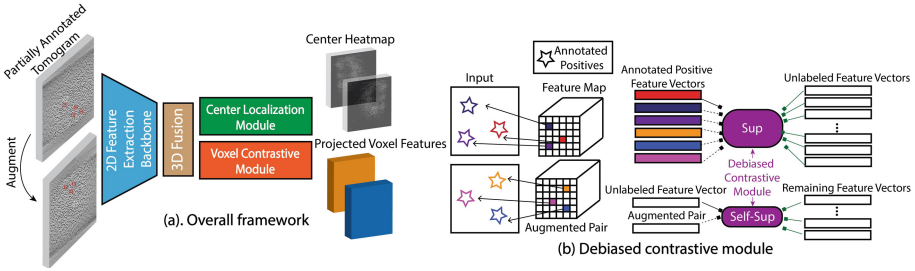 Partially Annotated
Tomogram
Augment
2D Feature
Extraction
Backbone
3D Fusion
Center Localization
Module
Voxel Contrastive
Module
Center Heatmap
Projected Voxel Features
(a). Overall framework
Annotated
Positives
Input
Feature Map
Augmented Pair
Annotated Positive
Feature Vectors
Unlabeled Feature Vectors
Sup
Debiased
Contrastive
Module
Unlabeled Feature Vector
Augmented Pair
Self-Sup
Remaining Feature Vectors
(b) Debiased contrastive module